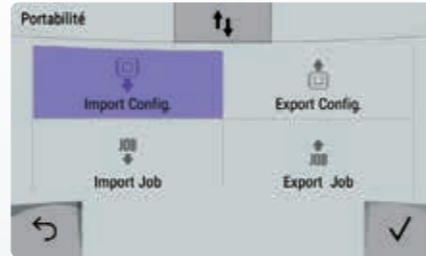 Portabilité
Import Config.
Export Config.
JOB
JOB
Import Job
Export Job